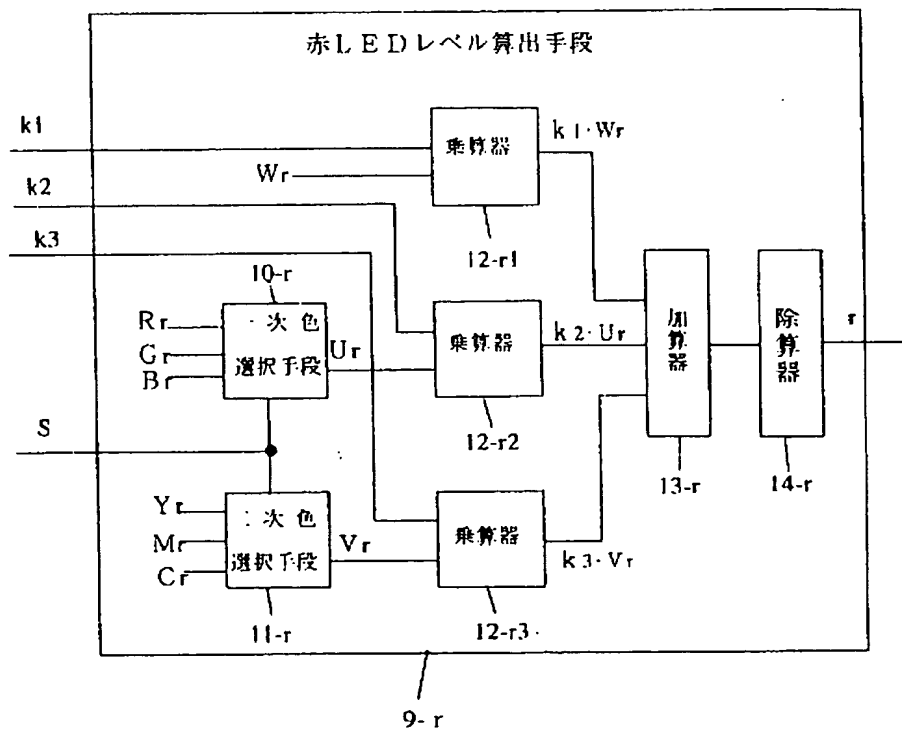 赤LEDレベル算出手段
k1
乗算器
k1·Wr
Wr
k2
12-r1
k3
10-r
Rr
Gr
Br
一次色
選択手段
Ur
乗算器
k2·Ur
加算器
除算器
r
12-r2
S
13-r
14-r
Yr
Mr
Cr
二次色
選択手段
Vr
乗算器
k3·Vr
11-r
12-r3
9-r